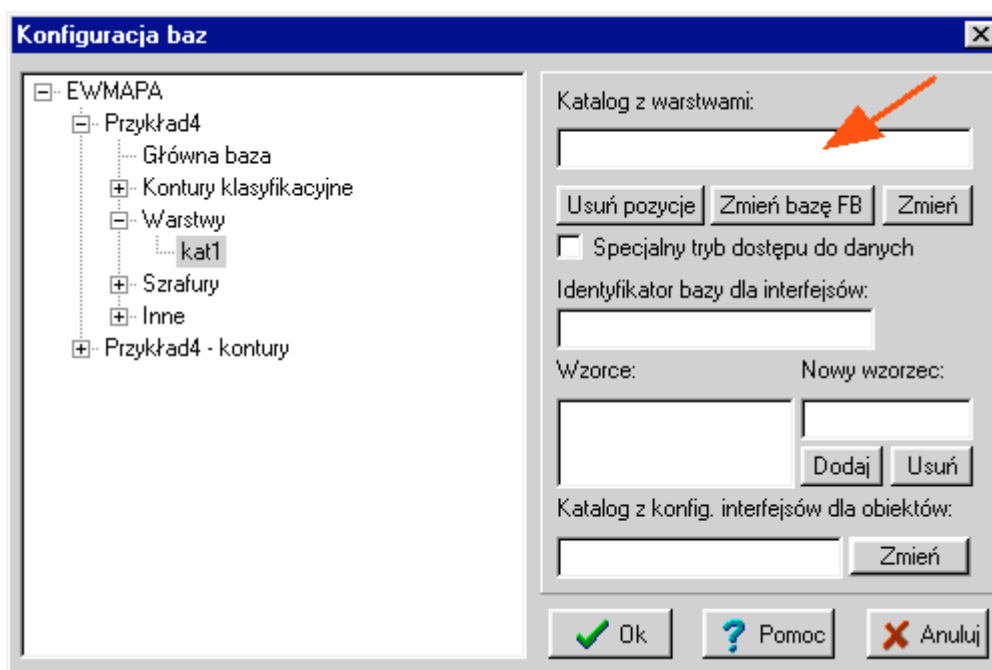 Konfiguracja baz
EWMAPA
Przykład4
Główna baza
Kontury klasyfikacyjne
Warstwy
kat1
Szrafury
Inne
Przykład4 - kontury
Katalog z warstwami:
Usuń pozycje Zmień bazę FB Zmień
Specjalny tryb dostępu do danych
Identyfikator bazy dla interfejsów:
Wzorce: Nowy wzorzec:
Dodaj Usuń
Katalog z konfig. interfejsów dla obiektów:
Zmień
Ok Pomoc Anuluj